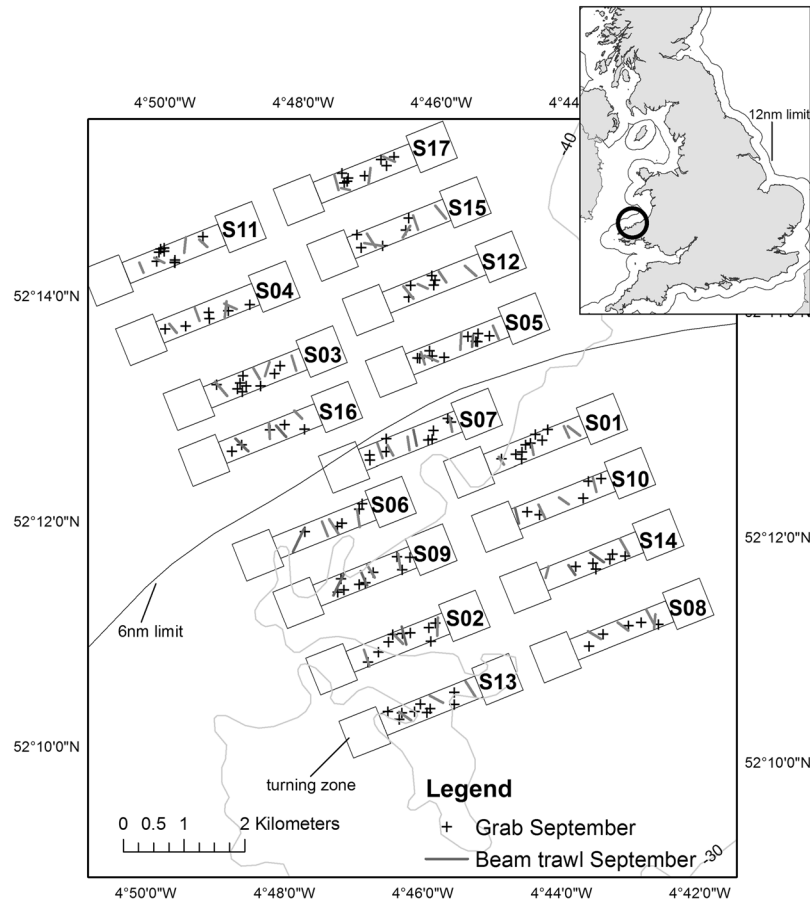 4°50'0"W
4°48'0"W
4°46'0"W
4°44
12nm limit
-40
S17
S15
S11
S12
52°14'0"N
S04
S05
S03
S16
S07
S01
S10
S06
52°12'0"N
52°12'0"N
S14
S09
S08
S02
6nm limit
S13
52°10'0"N
52°10'0"N
turning zone
Legend
0 0.5 1 2 Kilometers
Grab September
Beam trawl September
-30
4°50'0"W
4°48'0"W
4°46'0"W
4°44'0"W
4°42'0"W